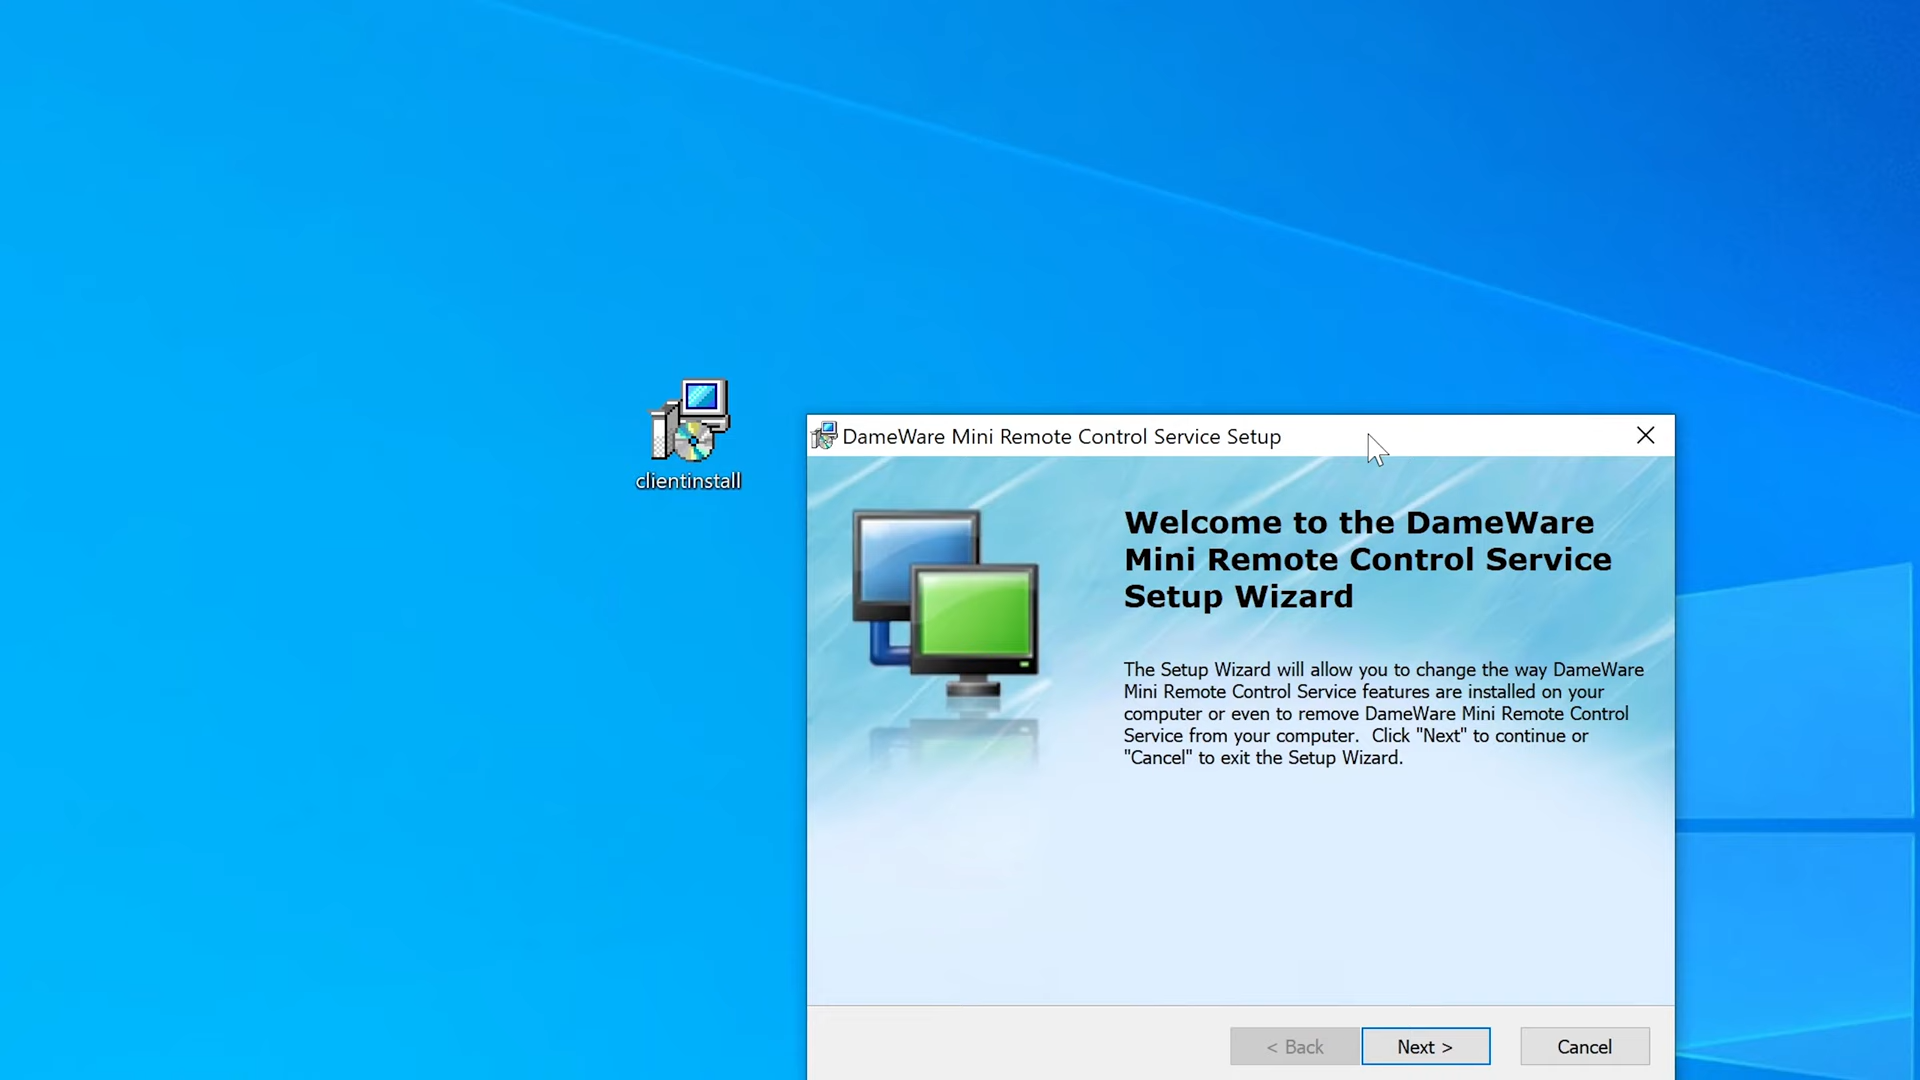 clientinstall
DameWare Mini Remote Control Service Setup
Welcome to the DameWare
Mini Remote Control Service
Setup Wizard
The Setup Wizard will allow you to change the way DameWare
Mini Remote Control Service features are installed on your
computer or even to remove DameWare Mini Remote Control
Service from your computer.  Click "Next" to continue or
"Cancel" to exit the Setup Wizard.
< Back
Next >
Cancel